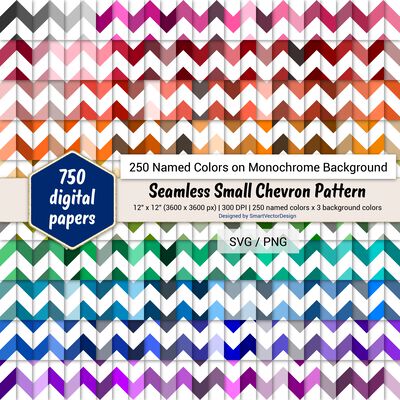 750
digital
papers
250 Named Colors on Monochrome Background
Seamless Small Chevron Pattern
12" x 12" (3600 x 3600 px) | 300 DPI | 250 named colors x 3 background colors
Designed by SmartVectorDesign
SVG / PNG